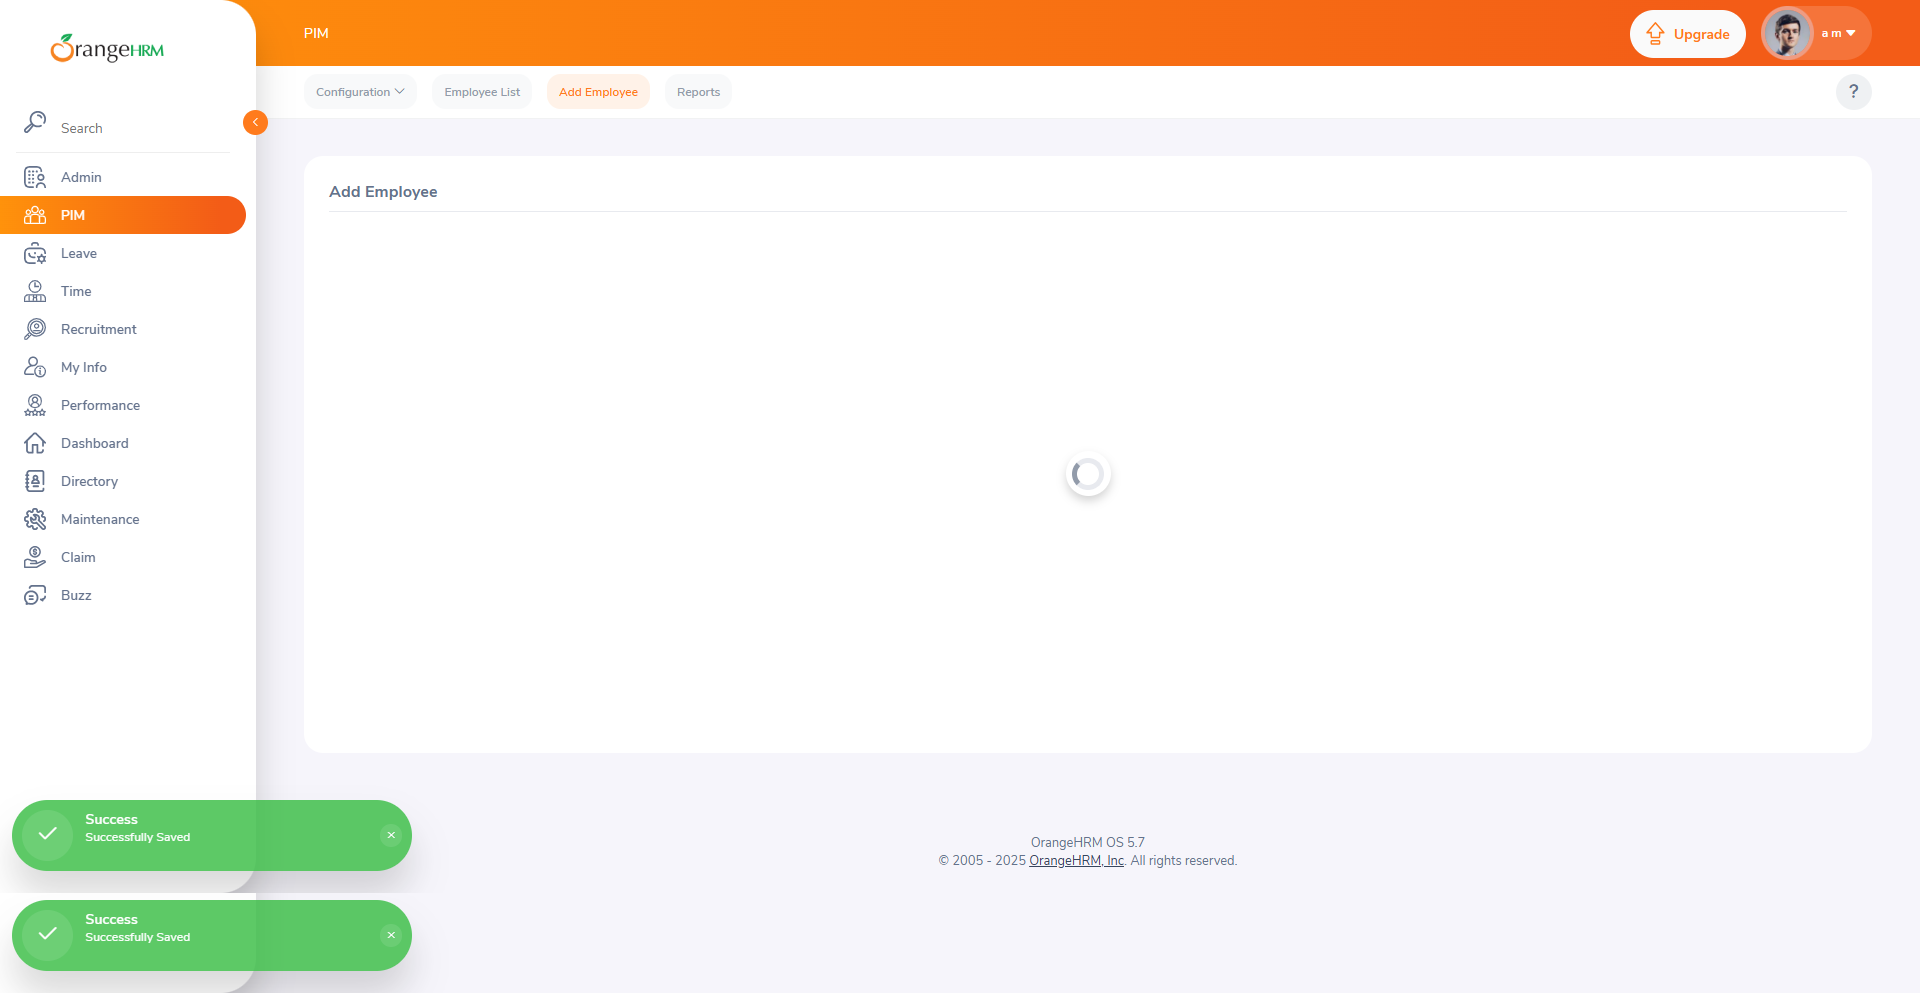 OrangeHRM
Search
Admin
PIM
Leave
Time
Recruitment
My Info
Performance
Dashboard
Directory
Maintenance
Claim
Buzz
PIM
Upgrade
a m
Configuration
Employee List
Add Employee
Reports
?
Add Employee
Success
Successfully Saved
Success
Successfully Saved
OrangeHRM OS 5.7
© 2005 - 2025 OrangeHRM, Inc. All rights reserved.